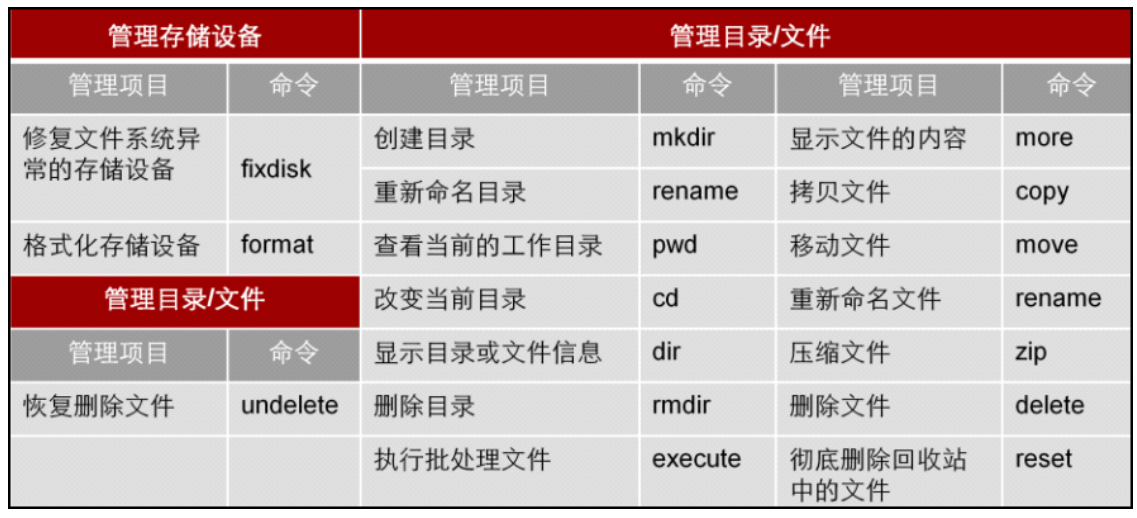 管理存储设备 管理目录/文件
管理项目 命令 管理项目 命令 管理项目 命令
修复文件系统异
常的存储设备 fixdisk 创建目录 mkdir 显示文件的内容 more
重新命名目录 rename 拷贝文件 copy
格式化存储设备 format 查看当前的工作目录 pwd 移动文件 move
管理目录/文件 改变当前目录 cd 重新命名文件 rename
管理项目 命令 显示目录或文件信息 dir 压缩文件 zip
恢复删除文件 undelete 删除目录 rmdir 删除文件 delete
执行批处理文件 execute 彻底删除回收站
中的文件 reset